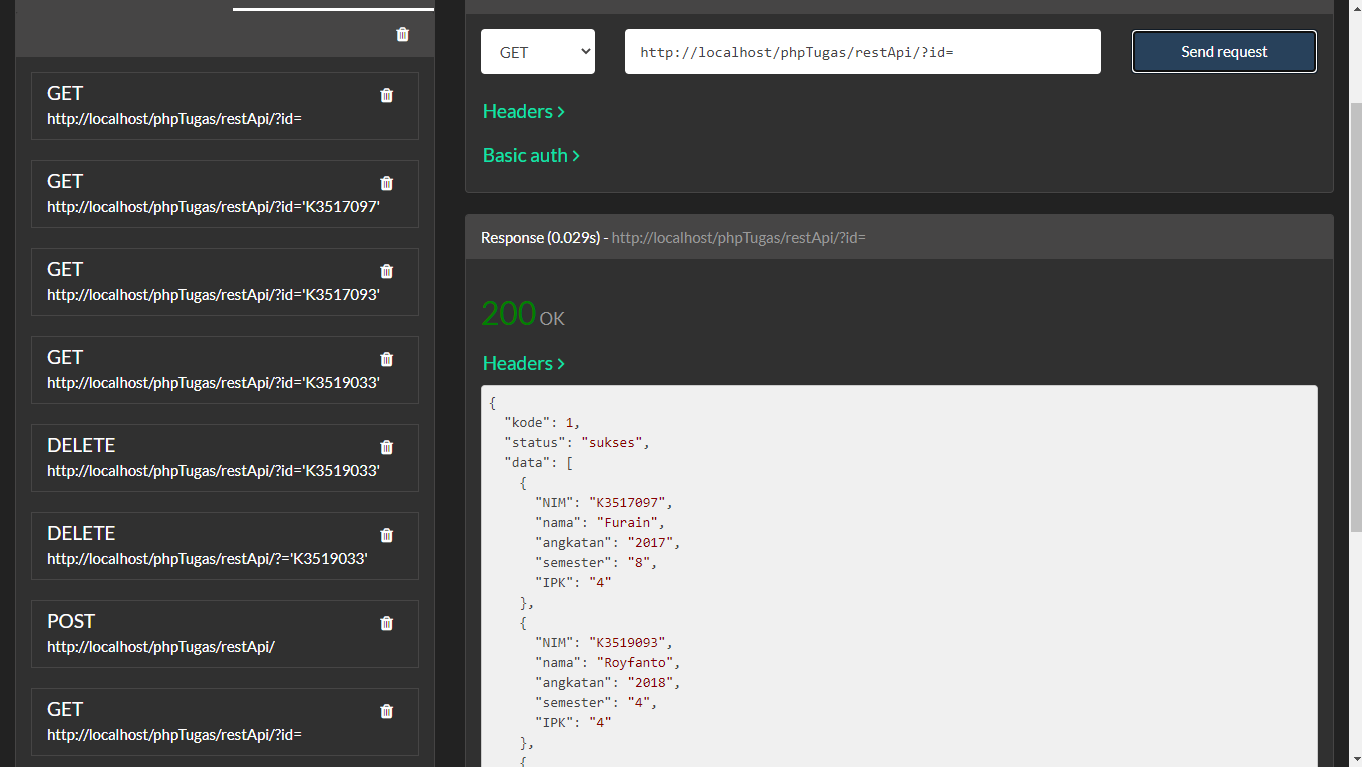 GET
http://localhost/phpTugas/restApi/?id=
GET
http://localhost/phpTugas/restApi/?id='K3517097'
GET
http://localhost/phpTugas/restApi/?id='K3517093'
GET
http://localhost/phpTugas/restApi/?id='K3519033'
DELETE
http://localhost/phpTugas/restApi/?id='K3519033'
DELETE
http://localhost/phpTugas/restApi/?='K3519033'
POST
http://localhost/phpTugas/restApi/
GET
http://localhost/phpTugas/restApi/?id=
GET http://localhost/phpTugas/restApi/?id= Send request
Headers >
Basic auth >
Response (0.029s) - http://localhost/phpTugas/restApi/?id=
200 OK
Headers >
{
  "kode": 1,
  "status": "sukses",
  "data": [
    {
      "NIM": "K3517097",
      "nama": "Furain",
      "angkatan": "2017",
      "semester": "8",
      "IPK": "4"
    },
    {
      "NIM": "K3519093",
      "nama": "Royfanto",
      "angkatan": "2018",
      "semester": "4",
      "IPK": "4"
    },
    {